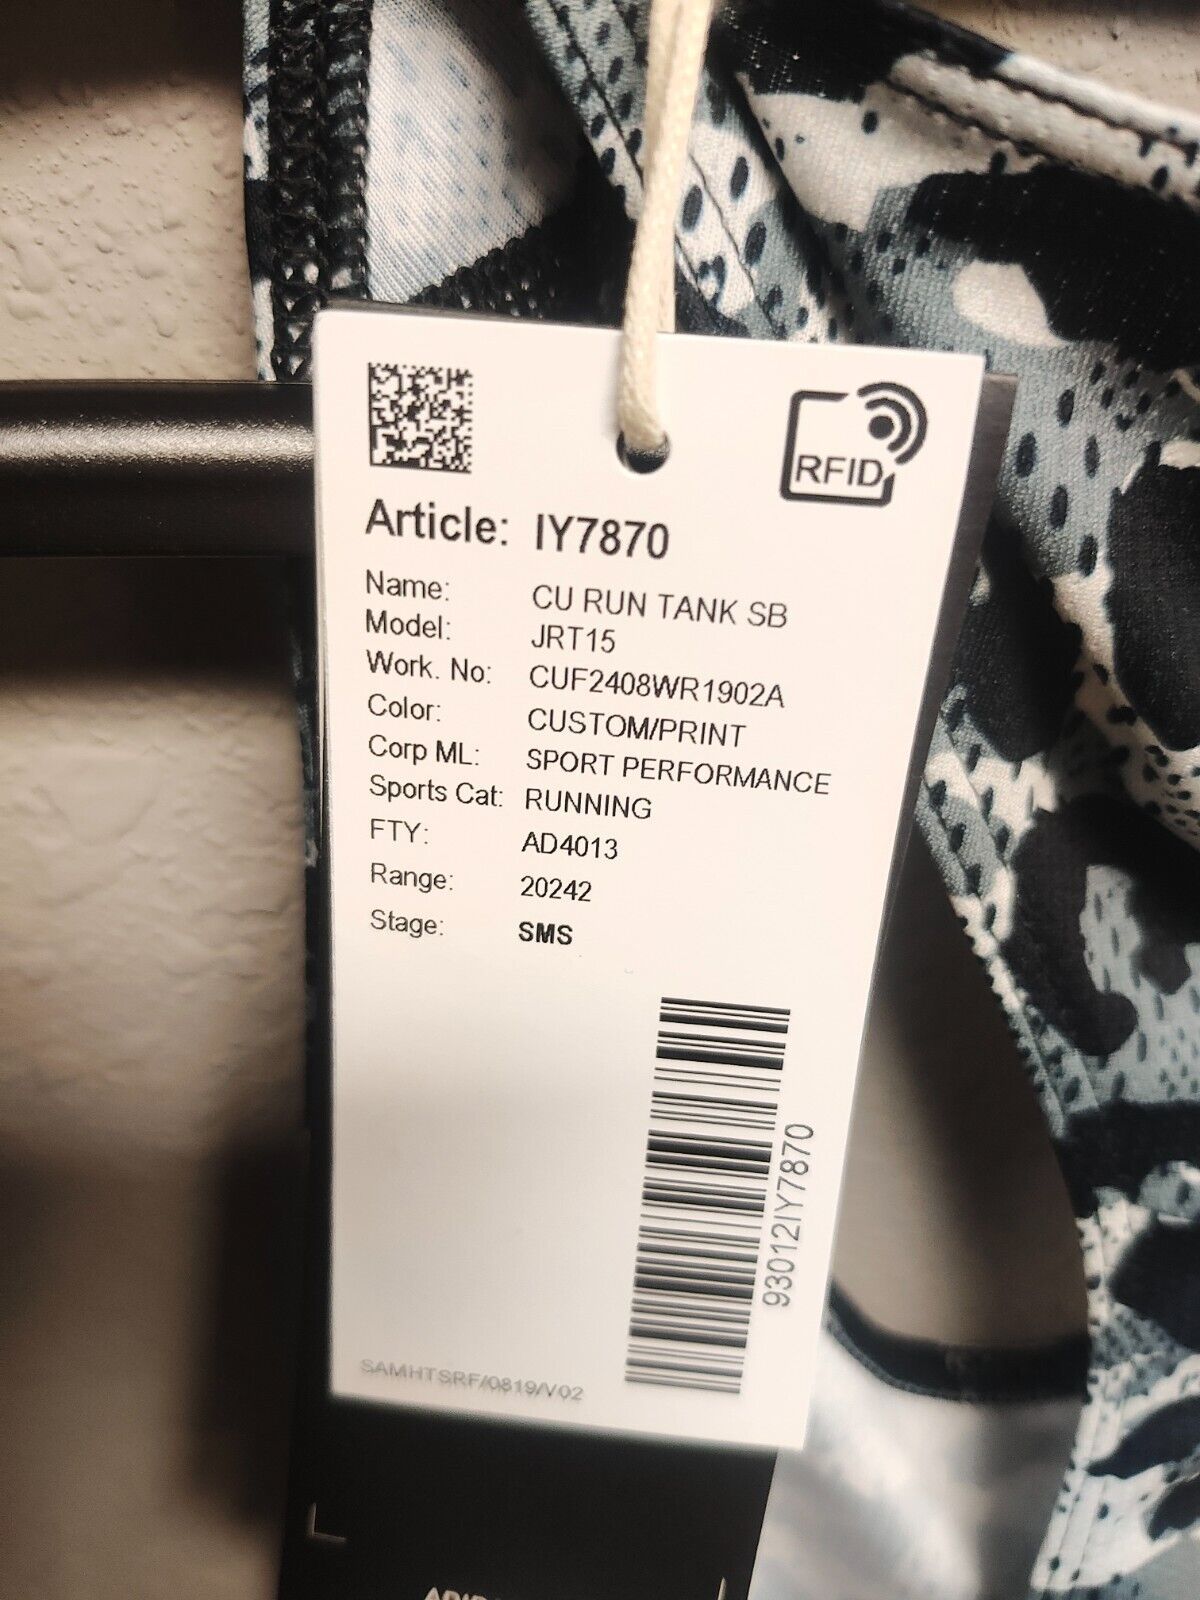 RFID
Article: IY7870
Name: CU RUN TANK SB
Model: JRT15
Work. No: CUF2408WR1902A
Color: CUSTOM/PRINT
Corp ML: SPORT PERFORMANCE
Sports Cat: RUNNING
FTY: AD4013
Range: 20242
Stage: SMS
93012IY7870
SAMHTSRF/0819/V02